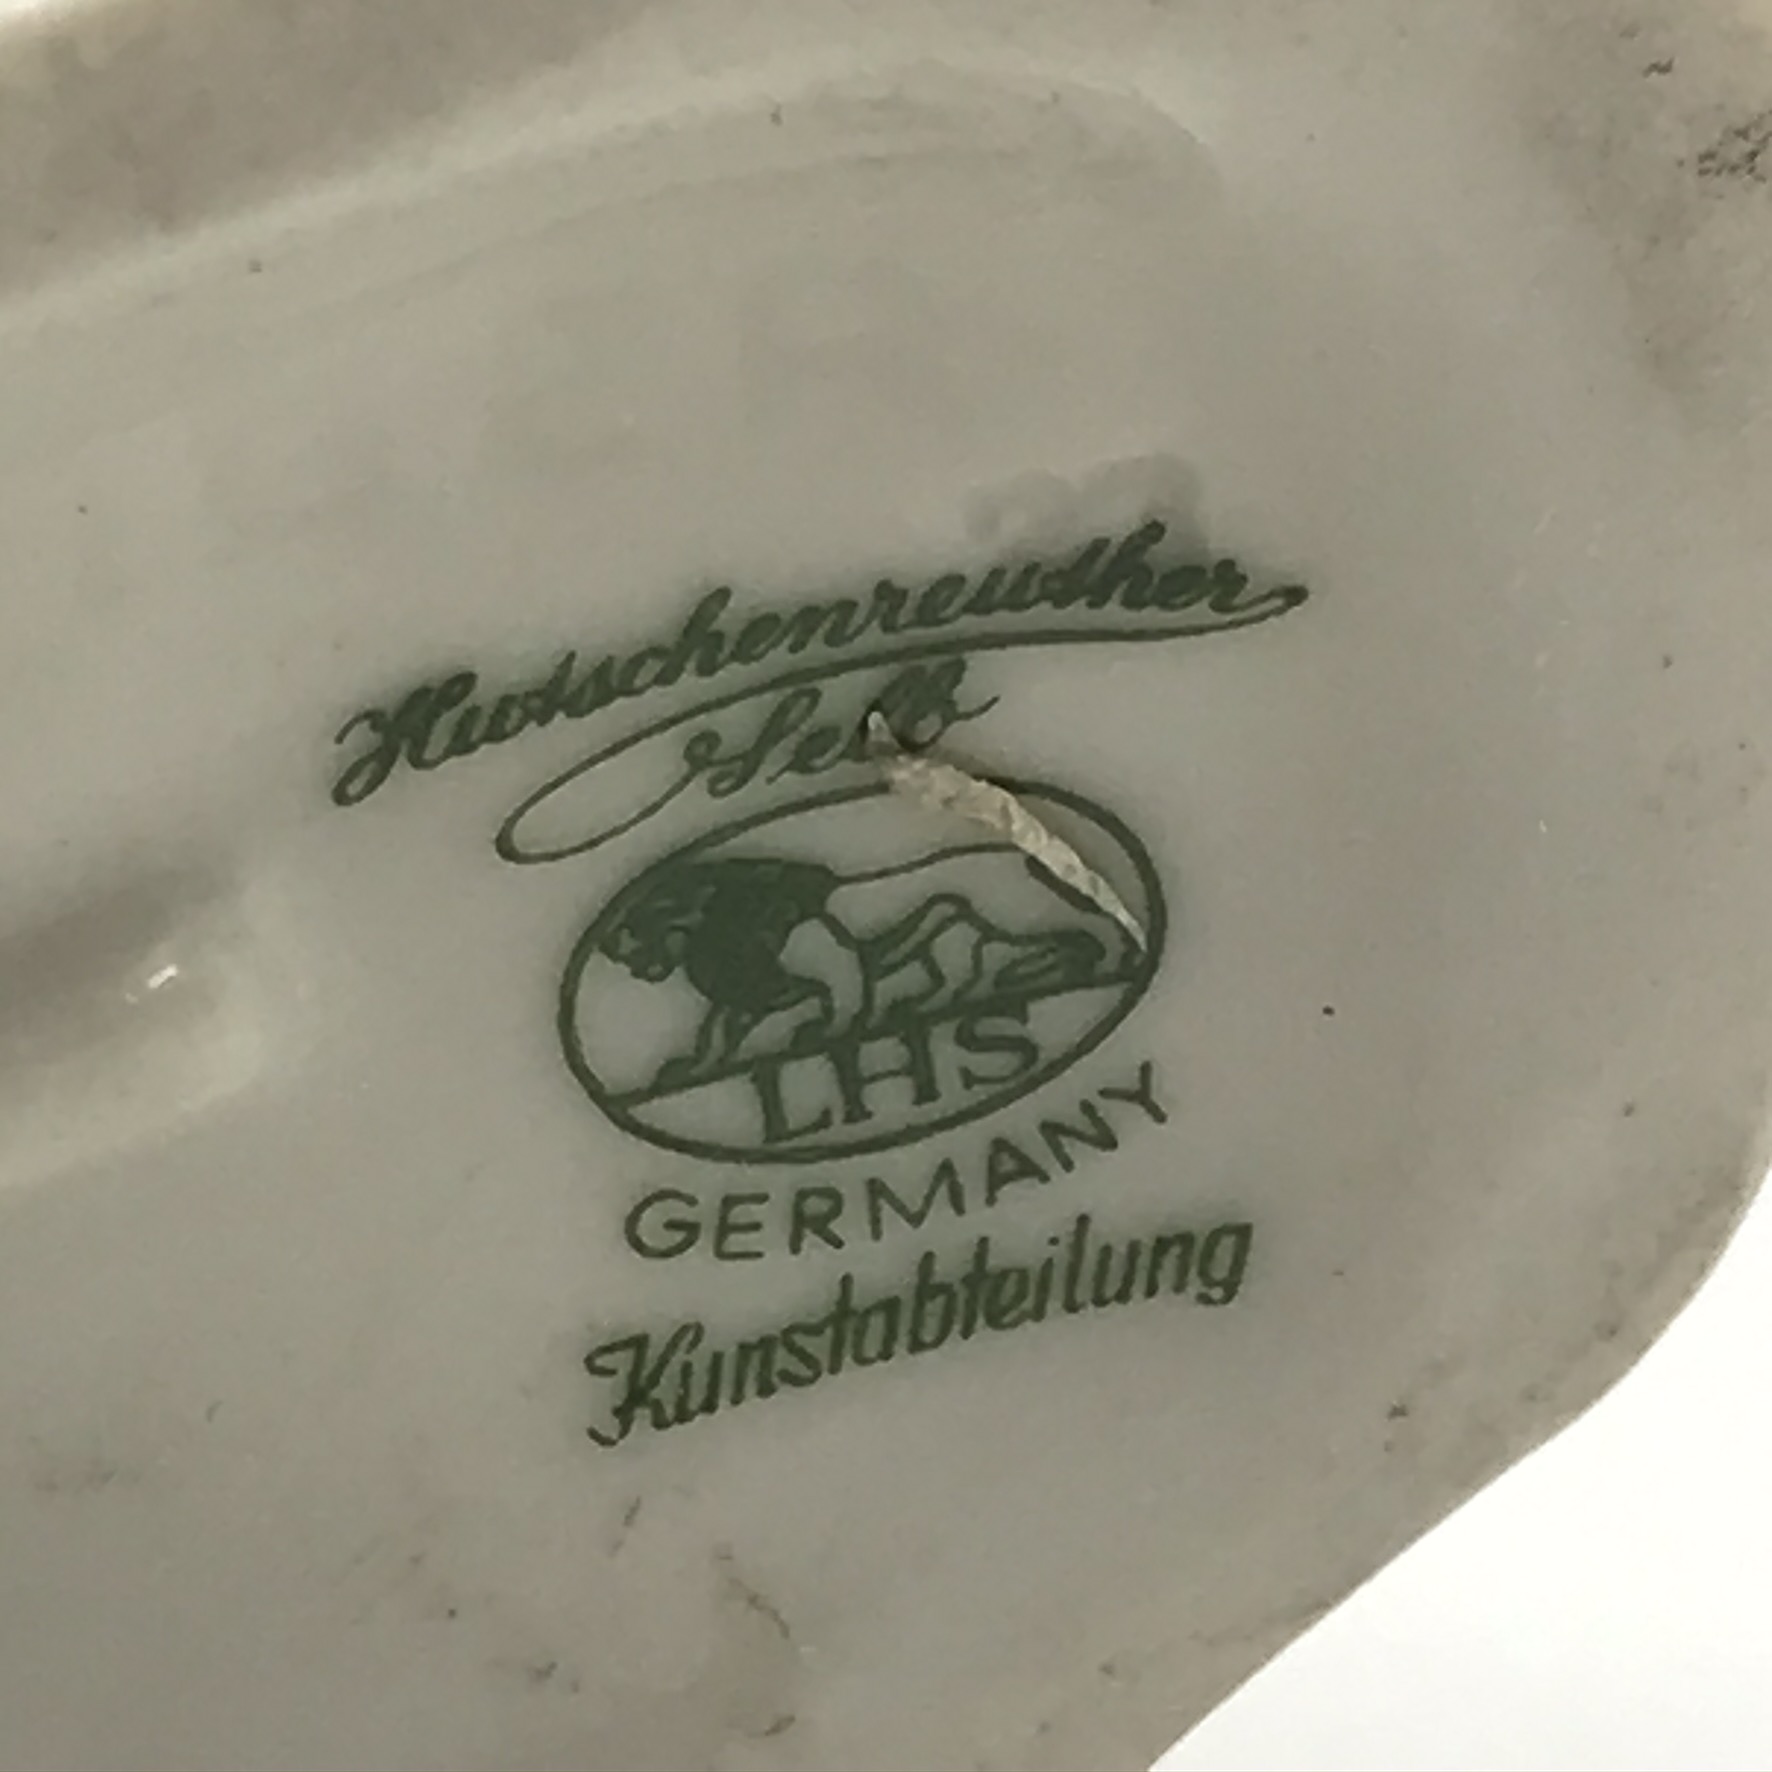 Hutschenreuther
Selb
LHS
GERMANY
Kunstabteilung